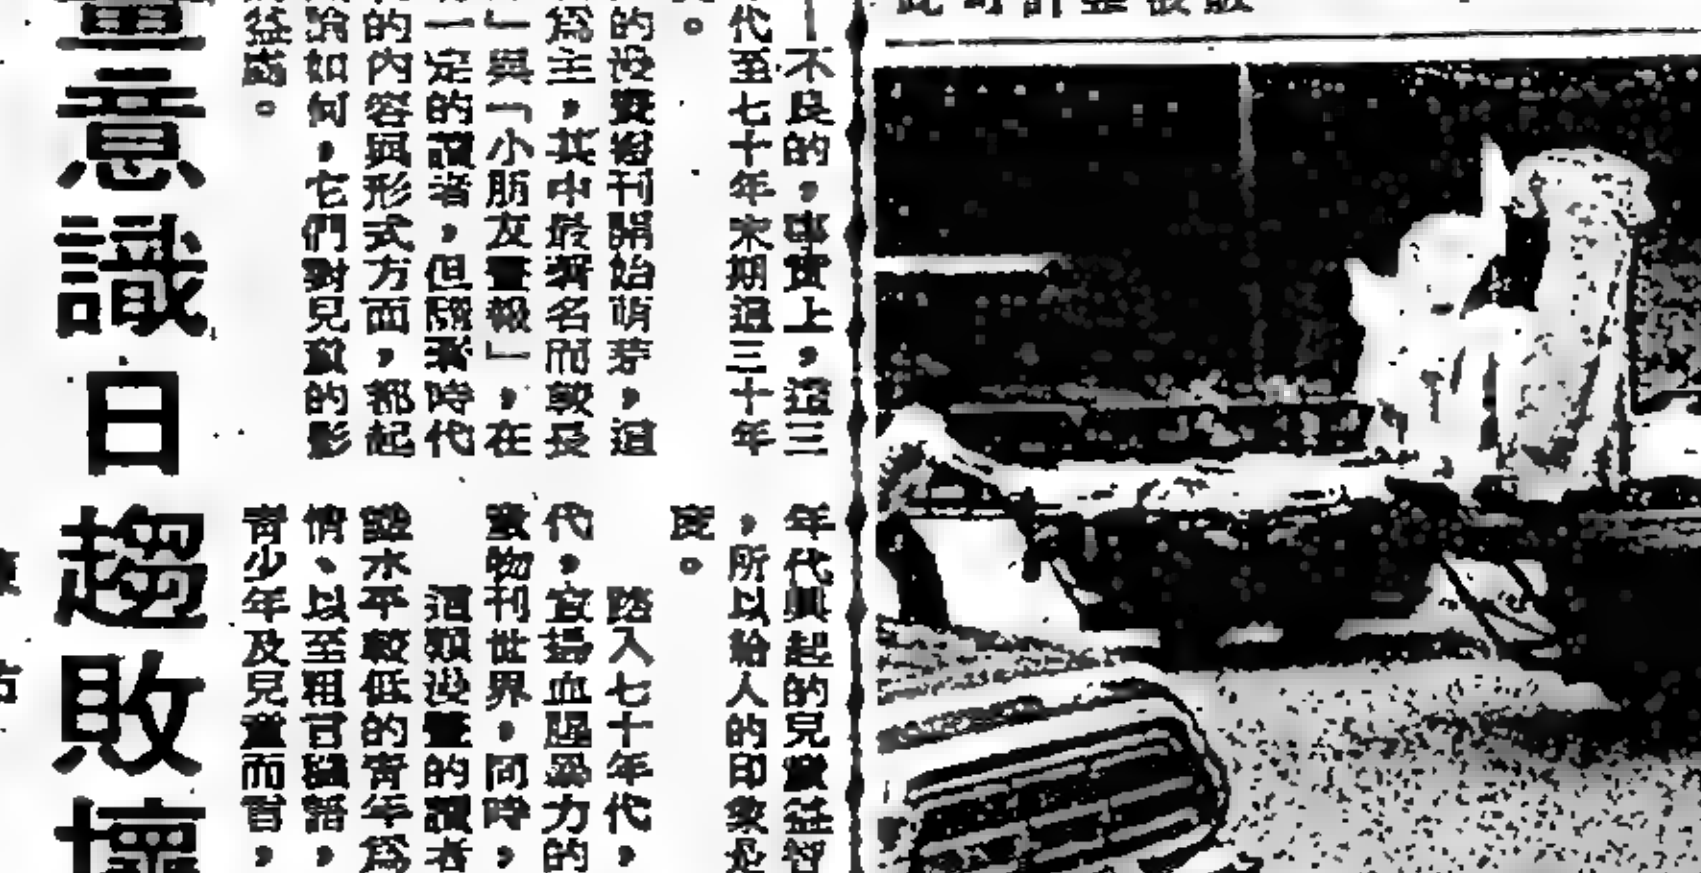 不良的，事實上，這三
代至七十年末期這三十年
的漫畫書刊開始萌芽，這
為主，其中最著名而較長
」與「小朋友畫報」，在
一定的讀者，但隨着時代
的內容與形式方面，都起
論如何，它們對兒童的影
益處。
年代興起的兒童益智
，所以給人的印象是
度。
踏入七十年代，
代，宣揚血腥暴力的
物刊世界，同時，
這類漫畫的讀者
識水平較低的青年為
情、以至粗言穢語，
青少年及兒童而言，
畫意識日趨敗壞